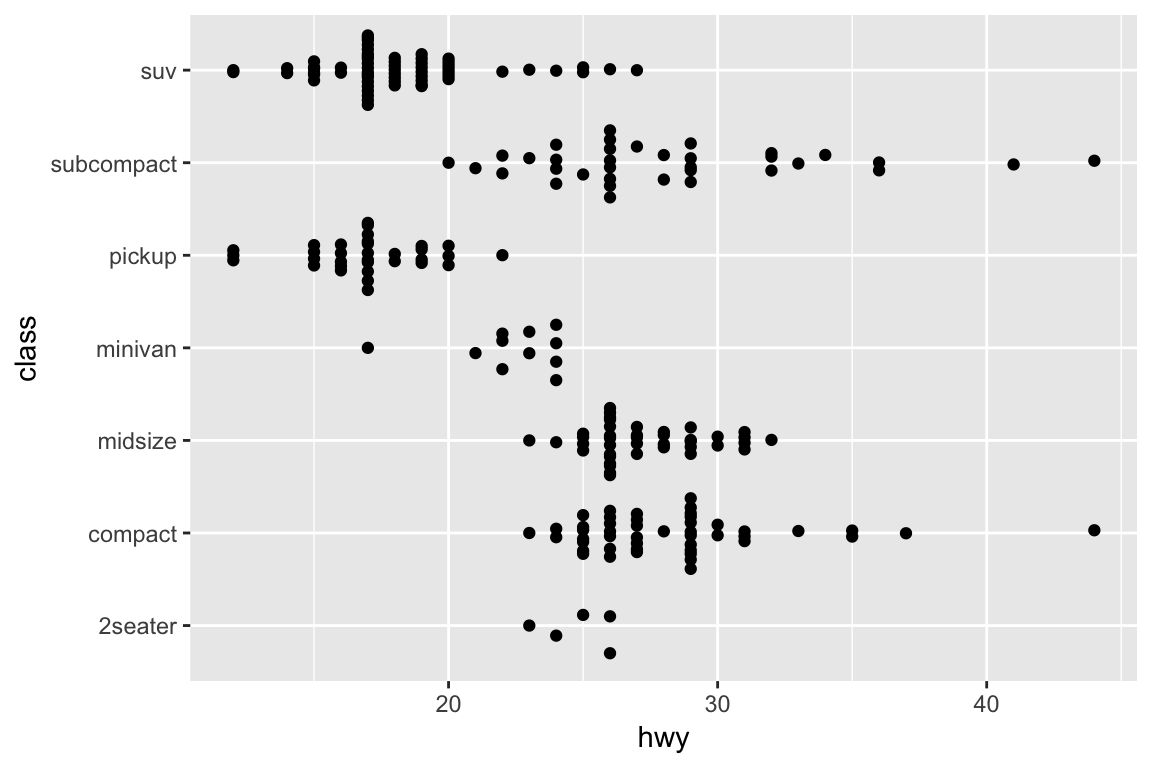 suv
subcompact
pickup
minivan
midsize
compact
2seater
class
20 30 40
hwy